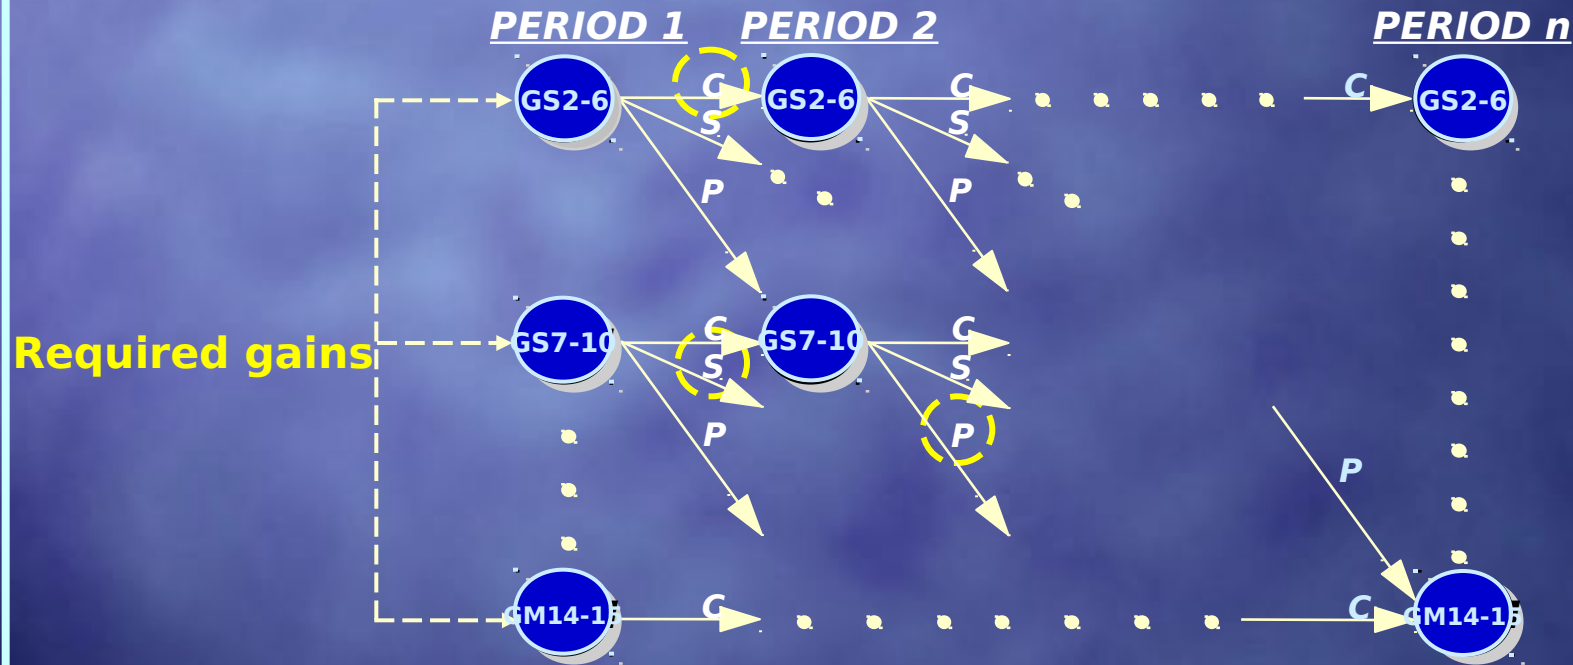 PERIOD 1 PERIOD 2 PERIOD n
GS2-6 C GS2-6 C C GS2-6
S S
P P
Required gains
GS7-10 C GS7-10 C
S S
P P
P
GM14-15 C C GM14-15